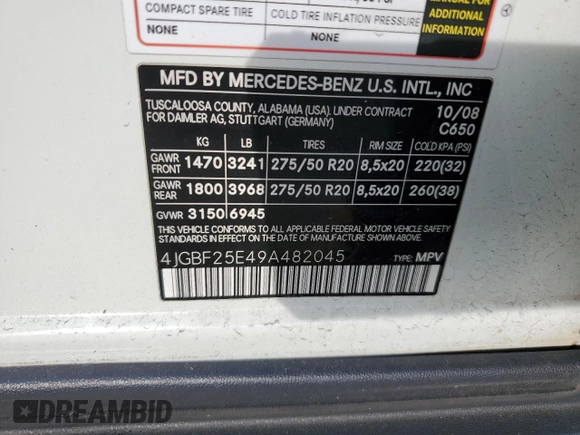 COMPACT SPARE TIRE
COLD TIRE INFLATION PRESSURE
MANUAL FOR
ADDITIONAL
INFORMATION
NONE
NONE
MFD BY MERCEDES-BENZ U.S. INTL., INC
TUSCALOOSA COUNTY, ALABAMA (USA), UNDER CONTRACT 10/08
FOR DAIMLER AG, STUTTGART (GERMANY) C650
KG LB TIRES RIM SIZE COLD KPA (PSI)
GAWR
FRONT 1470 3241 275/50 R20 8,5x20 220(32)
GAWR
REAR 1800 3968 275/50 R20 8,5x20 260(38)
GVWR 3150 6945
THIS VEHICLE CONFORMS TO ALL APPLICABLE FEDERAL MOTOR VEHICLE SAFETY
STANDARDS IN EFFECT ON THE DATE OF MANUFACTURE SHOWN ABOVE.
4JGBF25E49A482045 TYPE: MPV
DREAMBID